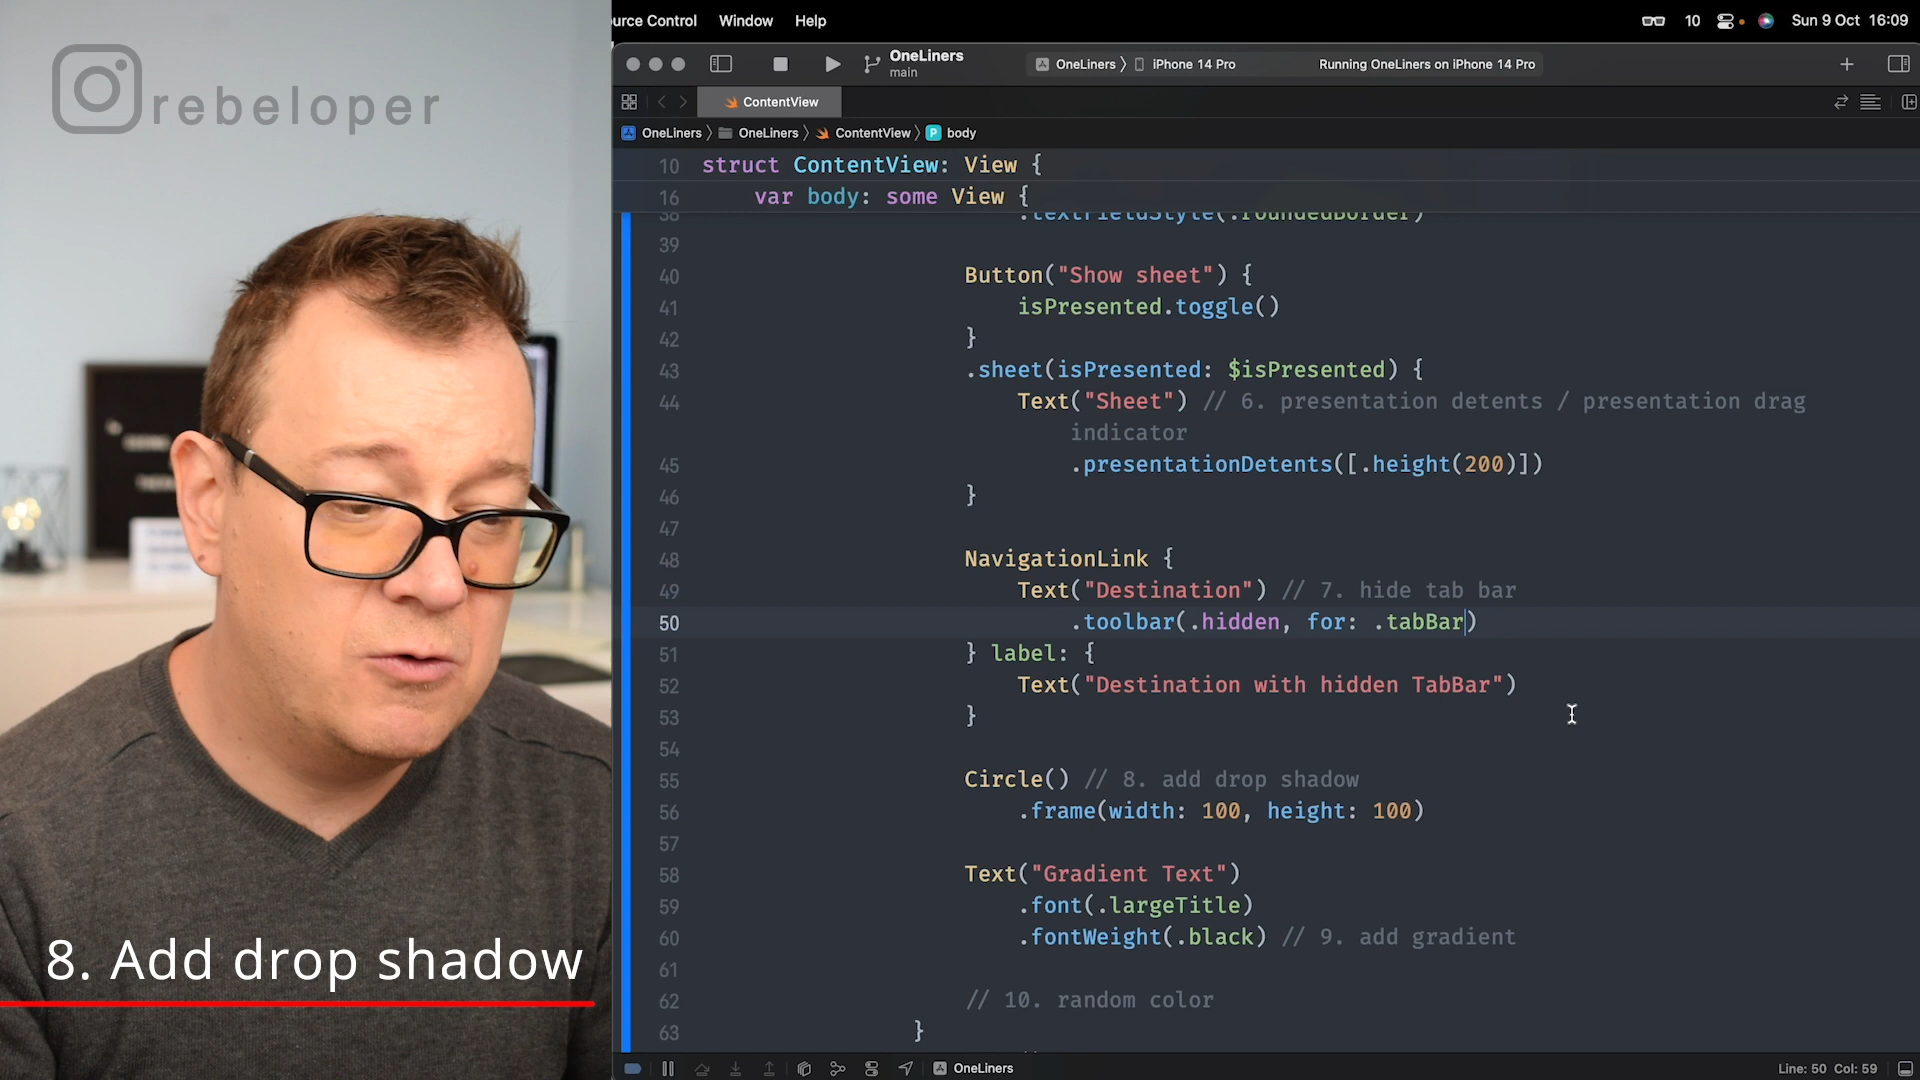 rebeloper
8. Add drop shadow
urce Control Window Help
10 Sun 9 Oct 16:09
OneLiners
main
OneLiners 〉 iPhone 14 Pro Running OneLiners on iPhone 14 Pro
ContentView
OneLiners 〉 OneLiners 〉 ContentView 〉 P body
10 struct ContentView: View {
16 var body: some View {
38 .textFieldStyle(.roundedBorder)
39
40 Button("Show sheet") {
41 isPresented.toggle()
42 }
43 .sheet(isPresented: $isPresented) {
44 Text("Sheet") // 6. presentation detents / presentation drag
indicator
45 .presentationDetents([.height(200)])
46 }
47
48 NavigationLink {
49 Text("Destination") // 7. hide tab bar
50 .toolbar(.hidden, for: .tabBar)
51 } label: {
52 Text("Destination with hidden TabBar")
53 }
54
55 Circle() // 8. add drop shadow
56 .frame(width: 100, height: 100)
57
58 Text("Gradient Text")
59 .font(.largeTitle)
60 .fontWeight(.black) // 9. add gradient
61
62 // 10. random color
63 }
OneLiners
Line: 50 Col: 59